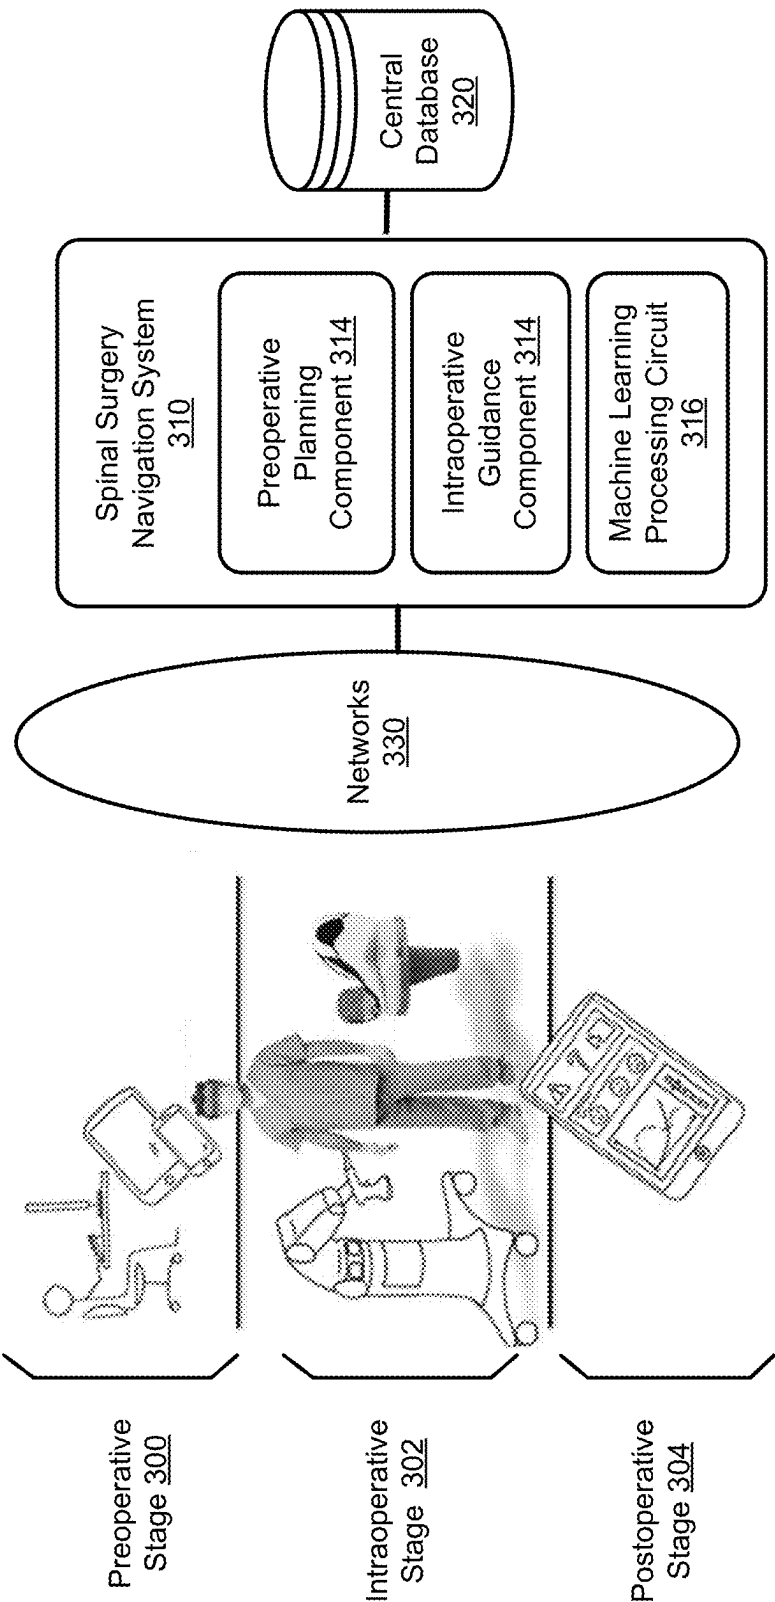 Preoperative
Stage 300
Intraoperative
Stage 302
Postoperative
Stage 304
Networks
330
Spinal Surgery
Navigation System
310
Preoperative
Planning
Component 314
Intraoperative
Guidance
Component 314
Machine Learning
Processing Circuit
316
Central
Database
320